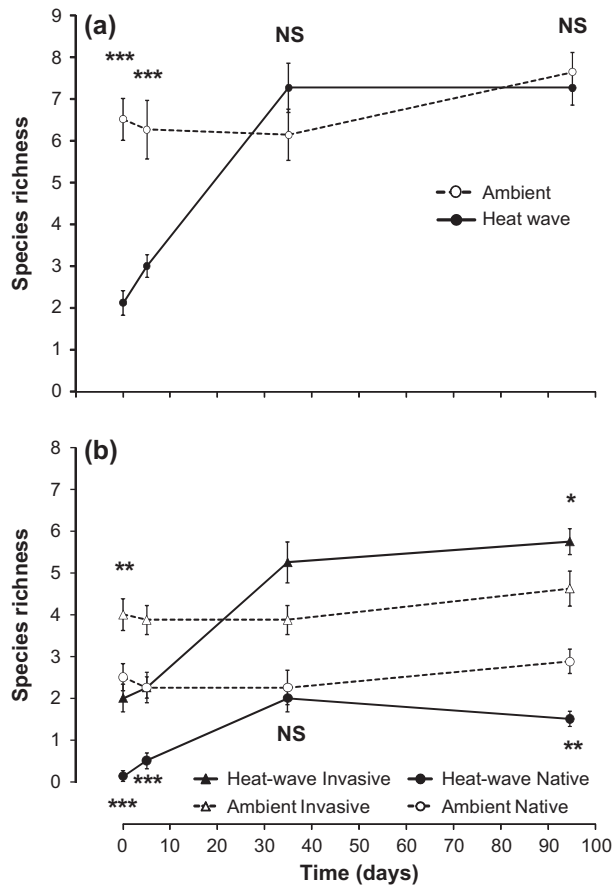 (a)
Species richness
9
8
7
6
5
4
3
2
1
0
***
***
NS
NS
Ambient
Heat wave
(b)
Species richness
8
7
6
5
4
3
2
1
0
**
*
NS
**
***
***
Heat-wave Invasive
Heat-wave Native
Ambient Invasive
Ambient Native
0 10 20 30 40 50 60 70 80 90 100
Time (days)